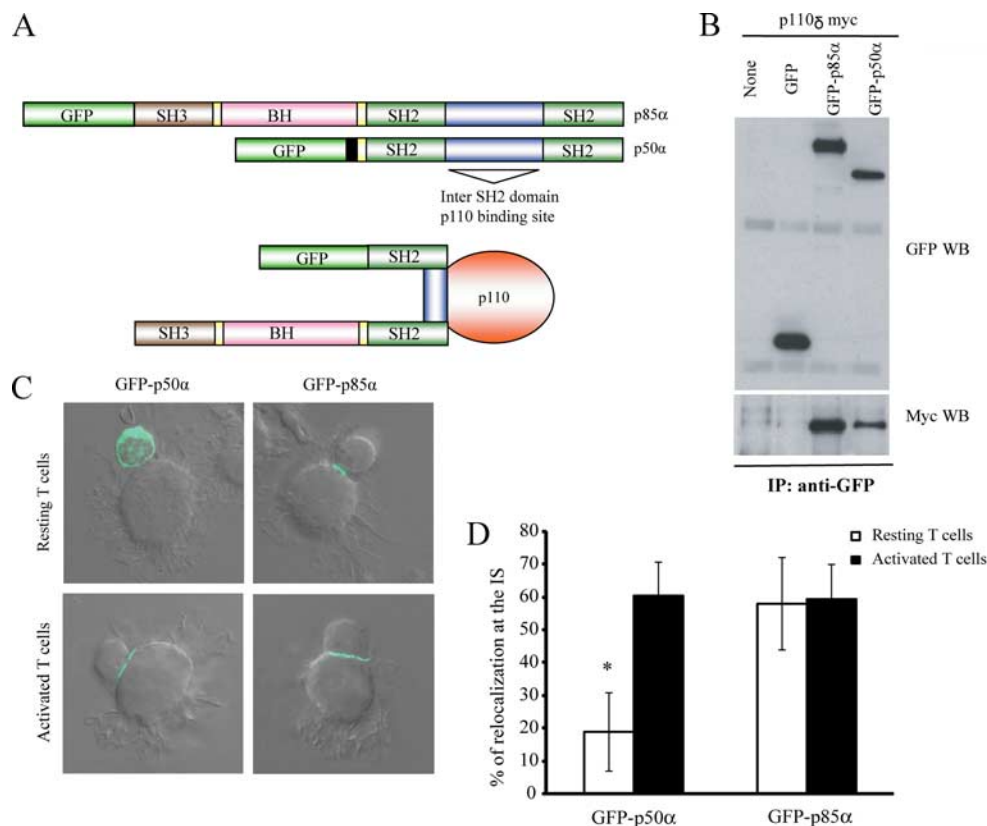 A
GFP SH3 BH SH2 SH2 p85α
GFP SH2 SH2 p50α
Inter SH2 domain
p110 binding site
GFP SH2
p110
SH3 BH SH2
B
p110δ myc
None
GFP
GFP-p85α
GFP-p50α
GFP WB
Myc WB
IP: anti-GFP
C
GFP-p50α GFP-p85α
Resting T cells
Activated T cells
D
Resting T cells
Activated T cells
% of relocalization at the IS
80
70
60
50
40
30
20
10
0
*
GFP-p50α GFP-p85α